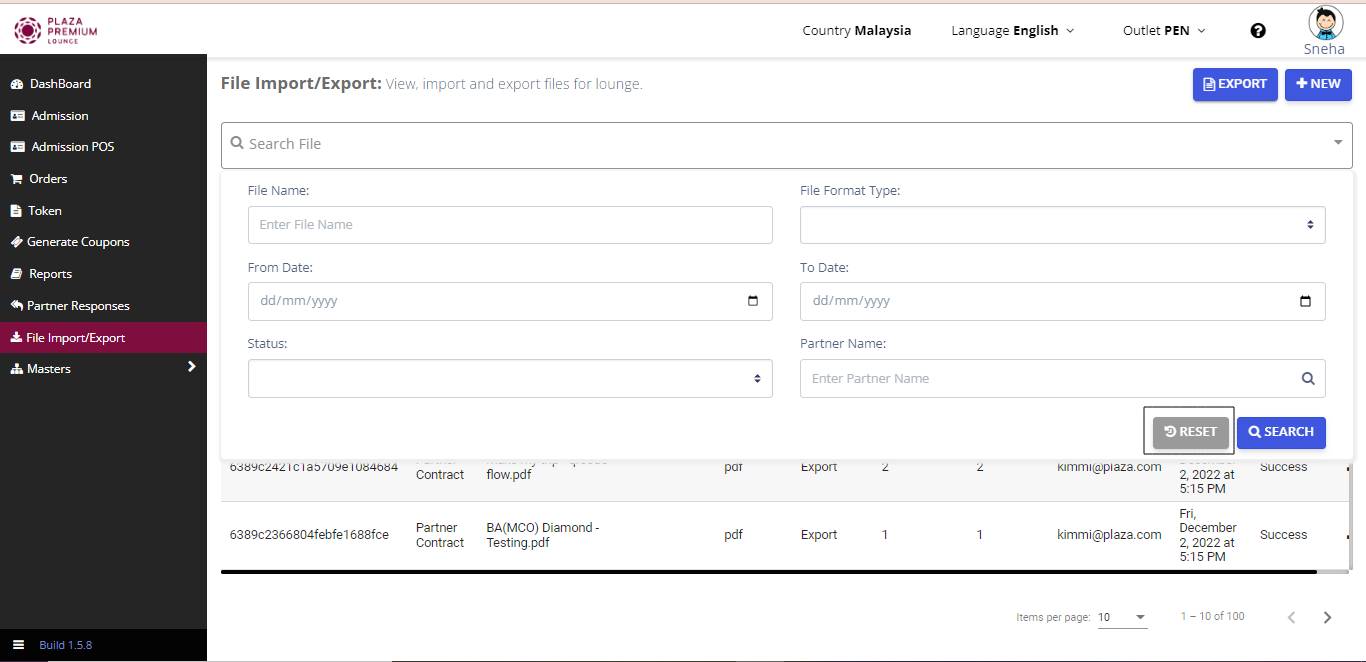 PLAZA
PREMIUM
LOUNGE
Country Malaysia
Language English
Outlet PEN
Sneha
DashBoard
Admission
Admission POS
Orders
Token
Generate Coupons
Reports
Partner Responses
File Import/Export
Masters
Build 1.5.8
File Import/Export: View, import and export files for lounge.
EXPORT
NEW
Search File
File Name:
Enter File Name
File Format Type:
From Date:
dd/mm/yyyy
To Date:
dd/mm/yyyy
Status:
Partner Name:
Enter Partner Name
RESET
SEARCH
6389c2421c1a5709e1084684
Contract
flow.pdf
pdf
Export
2
2
kimmi@plaza.com
2, 2022 at
5:15 PM
Success
6389c2366804febfe1688fce
Partner
Contract
BA(MCO) Diamond -
Testing.pdf
pdf
Export
1
1
kimmi@plaza.com
Fri,
December
2, 2022 at
5:15 PM
Success
Items per page: 10
1 – 10 of 100